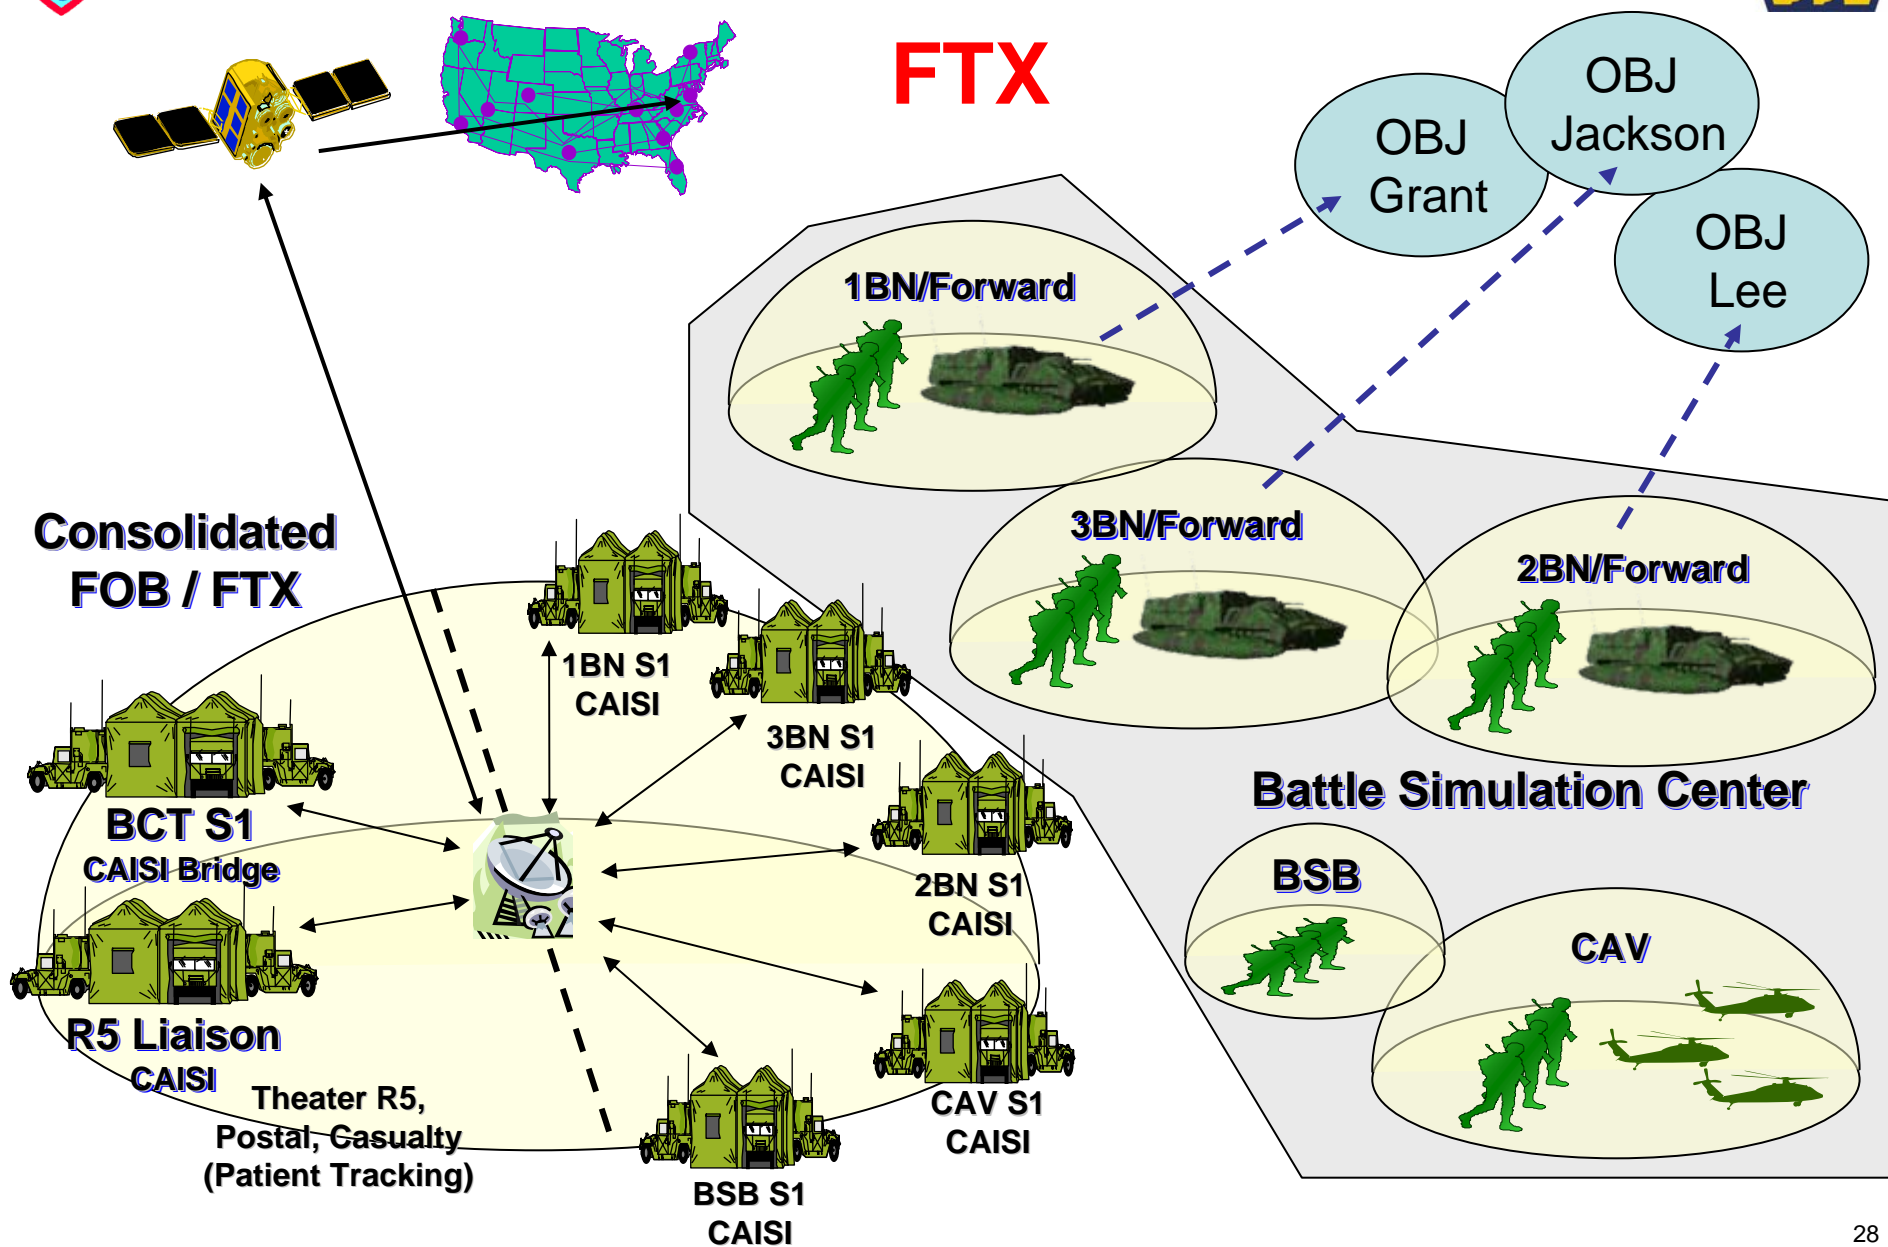 FTX
OBJ
Jackson
OBJ
Grant
OBJ
Lee
1BN/Forward
3BN/Forward
2BN/Forward
Consolidated
FOB / FTX
1BN S1
CAISI
3BN S1
CAISI
Battle Simulation Center
BCT S1
CAISI Bridge
2BN S1
CAISI
BSB
CAV
R5 Liaison
CAISI
Theater R5,
Postal, Casualty
(Patient Tracking)
CAV S1
CAISI
BSB S1
CAISI
28